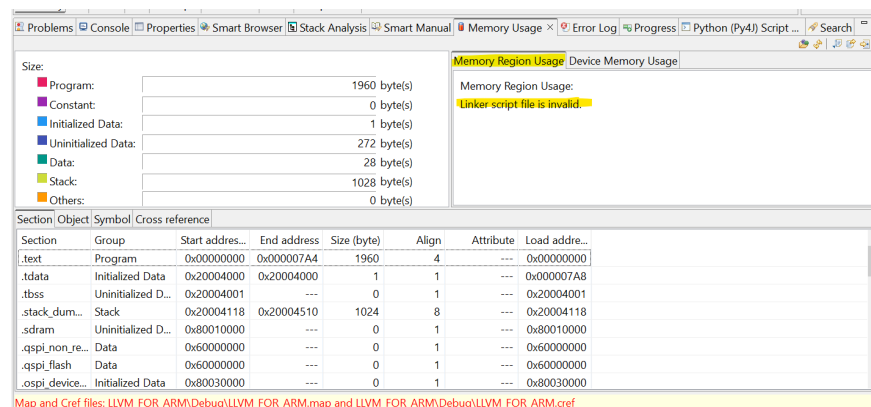 Problems Console Properties Smart Browser Stack Analysis Smart Manual Memory Usage × Error Log Progress Python (Py4J) Script ... Search
Memory Region Usage Device Memory Usage
Size:
Program: 1960 byte(s)
Constant: 0 byte(s)
Initialized Data: 1 byte(s)
Uninitialized Data: 272 byte(s)
Data: 28 byte(s)
Stack: 1028 byte(s)
Others: 0 byte(s)
Memory Region Usage:
Linker script file is invalid.
Section Object Symbol Cross reference
Section Group Start addres... End address Size (byte) Align Attribute Load addre...
.text Program 0x00000000 0x000007A4 1960 4 --- 0x00000000
.tdata Initialized Data 0x20004000 0x20004000 1 1 --- 0x000007A8
.tbss Uninitialized D... 0x20004001 --- 0 1 --- 0x20004001
.stack_dum... Stack 0x20004118 0x20004510 1024 8 --- 0x20004118
.sdram Uninitialized D... 0x80010000 --- 0 1 --- 0x80010000
.qspi_non_re... Data 0x60000000 --- 0 1 --- 0x60000000
.qspi_flash Data 0x60000000 --- 0 1 --- 0x60000000
.ospi_device... Initialized Data 0x80030000 --- 0 1 --- 0x80030000
Map and Cref files: LLVM_FOR_ARM\Debug\LLVM_FOR_ARM.map and LLVM_FOR_ARM\Debug\LLVM_FOR_ARM.cref